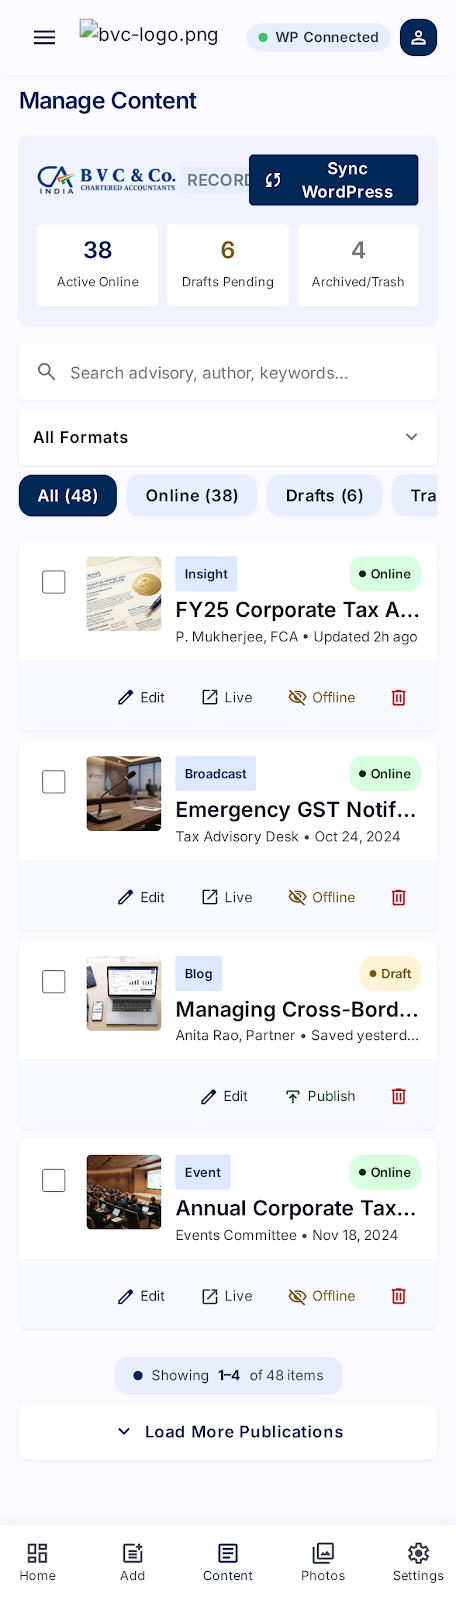 bvc-logo.png
WP Connected
Manage Content
CA INDIA
B V C & Co.
CHARTERED ACCOUNTANTS
RECORD
Sync WordPress
38
Active Online
6
Drafts Pending
4
Archived/Trash
Search advisory, author, keywords...
All Formats
All (48)
Online (38)
Drafts (6)
Tra
Insight
Online
FY25 Corporate Tax A...
P. Mukherjee, FCA • Updated 2h ago
Edit
Live
Offline
Broadcast
Online
Emergency GST Notif...
Tax Advisory Desk • Oct 24, 2024
Edit
Live
Offline
Blog
Draft
Managing Cross-Bord...
Anita Rao, Partner • Saved yesterd...
Edit
Publish
Event
Online
Annual Corporate Tax...
Events Committee • Nov 18, 2024
Edit
Live
Offline
Showing 1–4 of 48 items
Load More Publications
Home
Add
Content
Photos
Settings